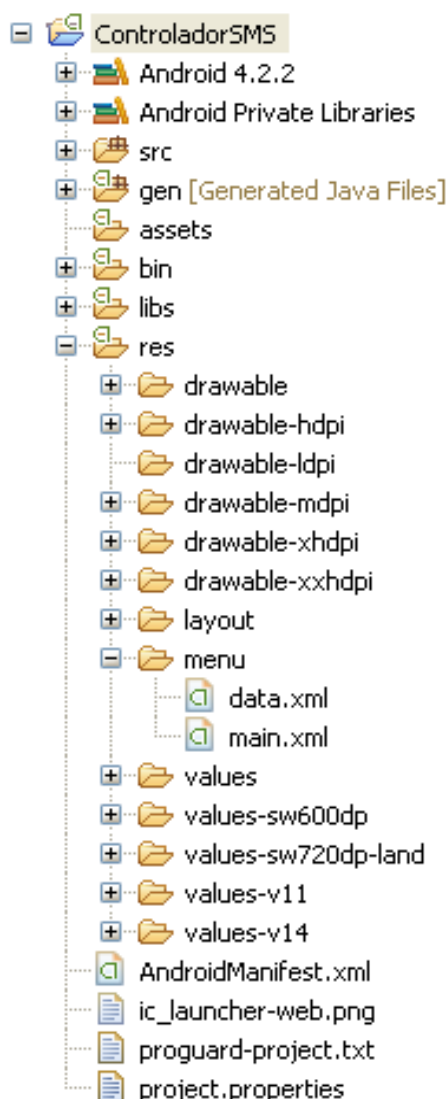 ControladorSMS
Android 4.2.2
Android Private Libraries
src
gen [Generated Java Files]
assets
bin
libs
res
drawable
drawable-hdpi
drawable-ldpi
drawable-mdpi
drawable-xhdpi
drawable-xxhdpi
layout
menu
data.xml
main.xml
values
values-sw600dp
values-sw720dp-land
values-v11
values-v14
AndroidManifest.xml
ic_launcher-web.png
proguard-project.txt
project.properties